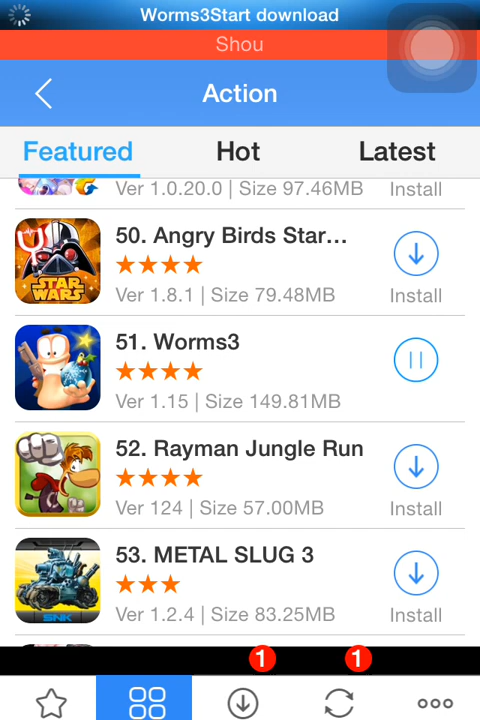 Worms3Start download
Shou
Action
Featured
Hot
Latest
Ver 1.0.20.0 | Size 97.46MB
Install
50. Angry Birds Star...
STAR WARS
Ver 1.8.1 | Size 79.48MB
Install
51. Worms3
Ver 1.15 | Size 149.81MB
52. Rayman Jungle Run
Ver 124 | Size 57.00MB
Install
53. METAL SLUG 3
SNK
Ver 1.2.4 | Size 83.25MB
Install
1
1